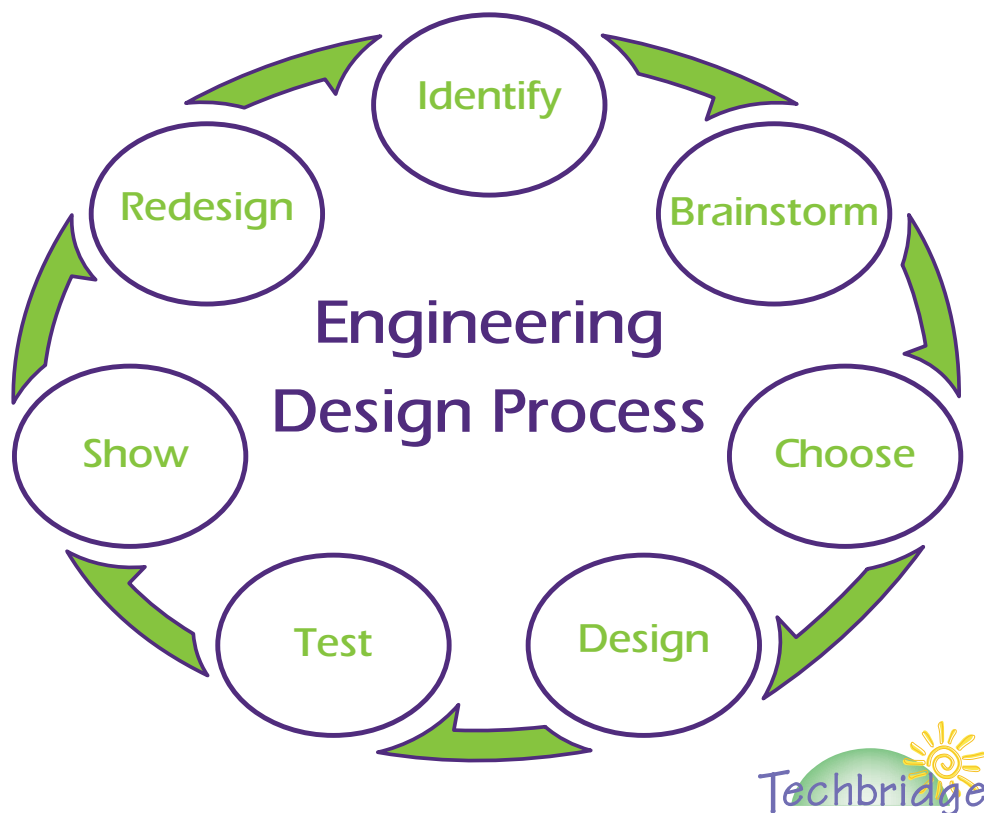 Identify
Brainstorm
Choose
Design
Test
Show
Redesign
Engineering
Design Process
Techbridge